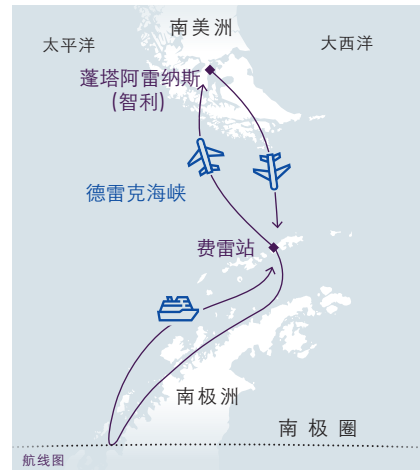 南美洲
太平洋
大西洋
蓬塔阿雷纳斯
(智利)
德雷克海峡
费雷站
南极洲
南极圈
航线图